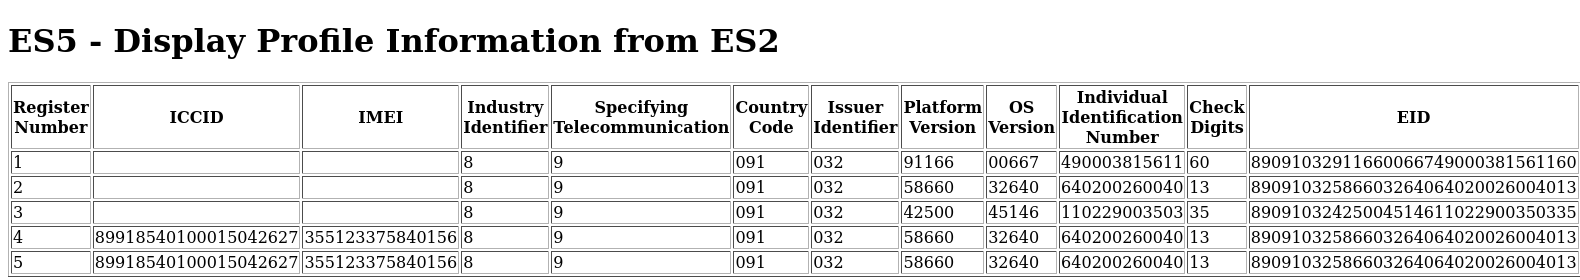 ES5 - Display Profile Information from ES2
Register Number ICCID IMEI Industry Identifier Specifying Telecommunication Country Code Issuer Identifier Platform Version OS Version Individual Identification Number Check Digits EID
1 8 9 091 032 91166 00667 490003815611 60 89091032911660066749000381561160
2 8 9 091 032 58660 32640 640200260040 13 89091032586603264064020026004013
3 8 9 091 032 42500 45146 110229003503 35 89091032425004514611022900350335
4 89918540100015042627 355123375840156 8 9 091 032 58660 32640 640200260040 13 89091032586603264064020026004013
5 89918540100015042627 355123375840156 8 9 091 032 58660 32640 640200260040 13 89091032586603264064020026004013